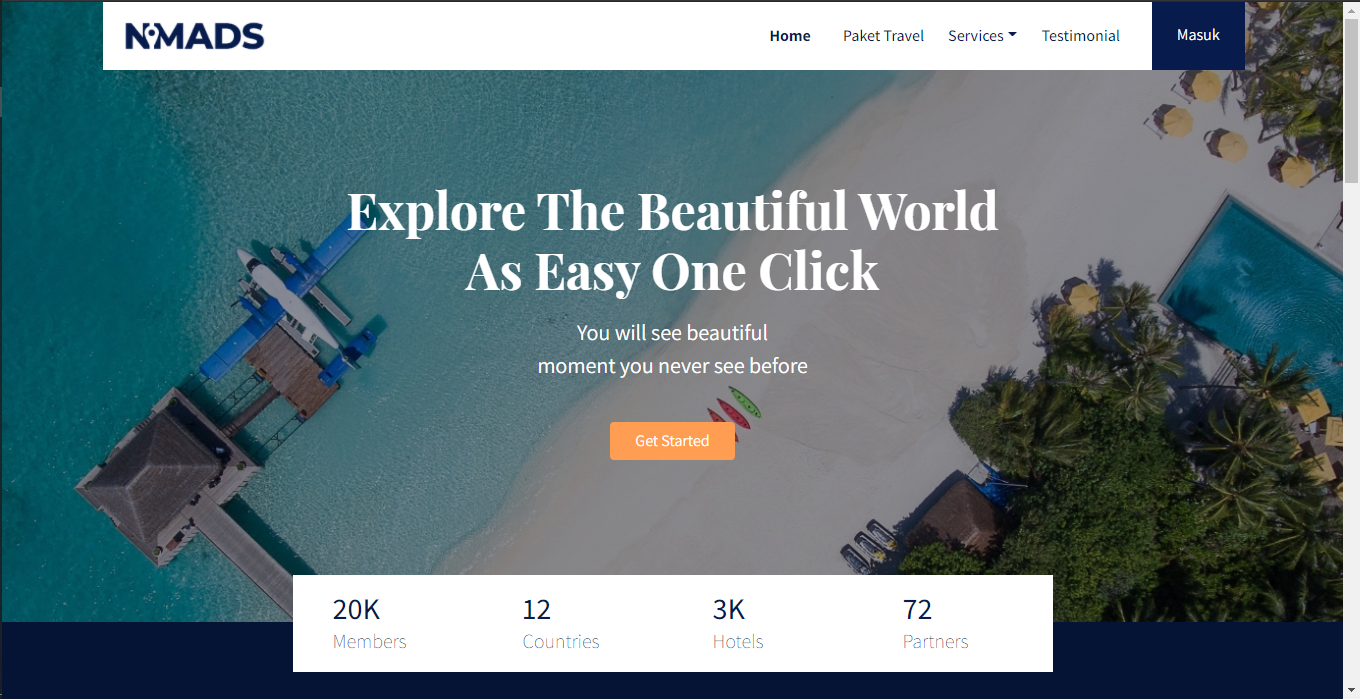 NOMADS
Home
Paket Travel
Services
Testimonial
Masuk
Explore The Beautiful World
As Easy One Click
You will see beautiful
moment you never see before
Get Started
20K
Members
12
Countries
3K
Hotels
72
Partners